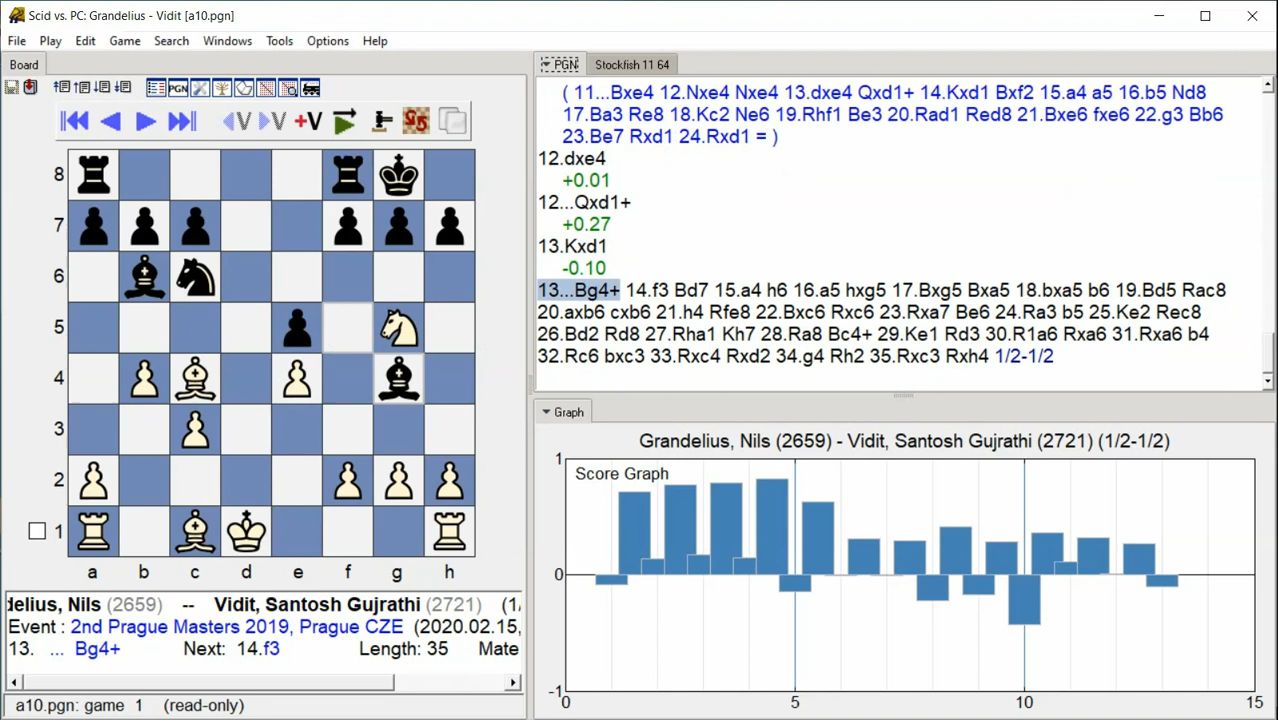 Scid vs. PC: Grandelius - Vidit [a10.pgn]
File Play Edit Game Search Windows Tools Options Help
Board
PGN
+V
8
7
6
5
4
3
2
1
a b c d e f g h
delius, Nils (2659) -- Vidit, Santosh Gujrathi (2721) (1/
Event : 2nd Prague Masters 2019, Prague CZE (2020.02.15,
13. ... Bg4+ Next: 14.f3 Length: 35 Mate
a10.pgn: game 1 (read-only)
PGN Stockfish 11 64
( 11...Bxe4 12.Nxe4 Nxe4 13.dxe4 Qxd1+ 14.Kxd1 Bxf2 15.a4 a5 16.b5 Nd8
17.Ba3 Re8 18.Kc2 Ne6 19.Rhf1 Be3 20.Rad1 Red8 21.Bxe6 fxe6 22.g3 Bb6
23.Be7 Rxd1 24.Rxd1 = )
12.dxe4
+0.01
12...Qxd1+
+0.27
13.Kxd1
-0.10
13...Bg4+ 14.f3 Bd7 15.a4 h6 16.a5 hxg5 17.Bxg5 Bxa5 18.bxa5 b6 19.Bd5 Rac8
20.axb6 cxb6 21.h4 Rfe8 22.Bxc6 Rxc6 23.Rxa7 Be6 24.Ra3 b5 25.Ke2 Rec8
26.Bd2 Rd8 27.Rha1 Kh7 28.Ra8 Bc4+ 29.Ke1 Rd3 30.R1a6 Rxa6 31.Rxa6 b4
32.Rc6 bxc3 33.Rxc4 Rxd2 34.g4 Rh2 35.Rxc3 Rxh4 1/2-1/2
Graph
Grandelius, Nils (2659) - Vidit, Santosh Gujrathi (2721) (1/2-1/2)
Score Graph
1
0
-1
0 5 10 15